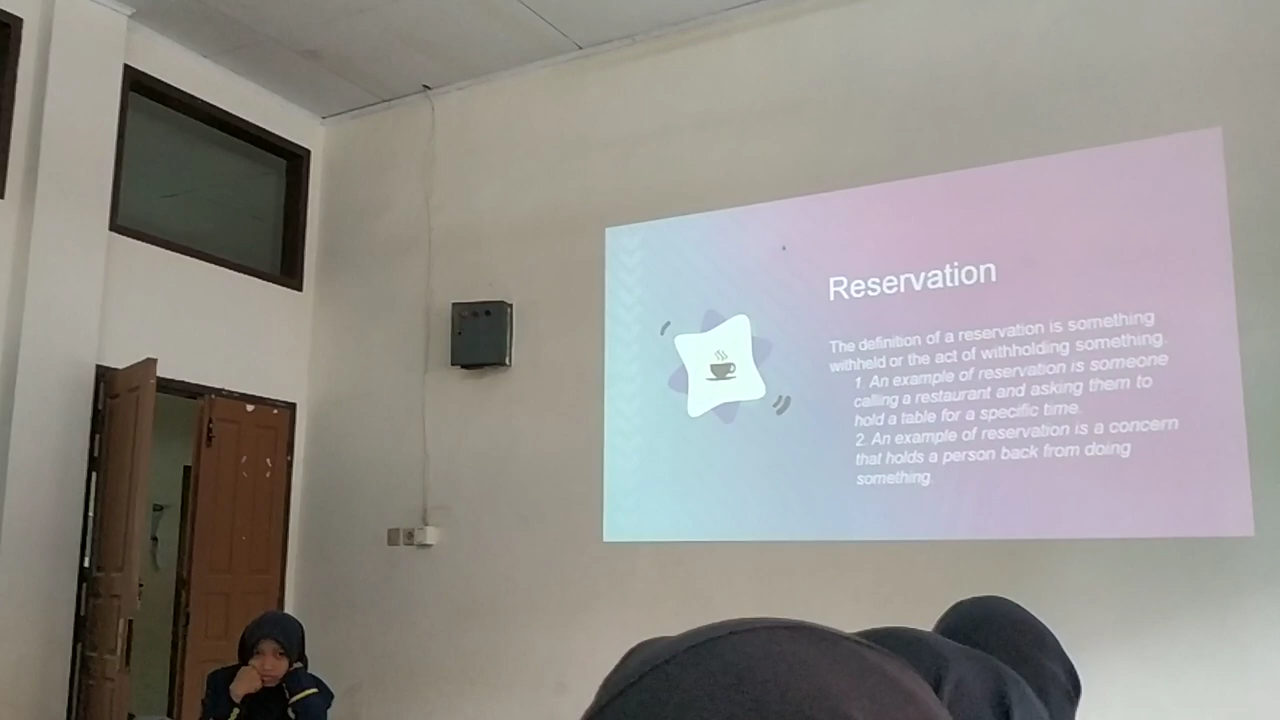 Reservation
The definition of a reservation is something
withheld or the act of withholding something.
1. An example of reservation is someone
calling a restaurant and asking them to
hold a table for a specific time.
2. An example of reservation is a concern
that holds a person back from doing
something.